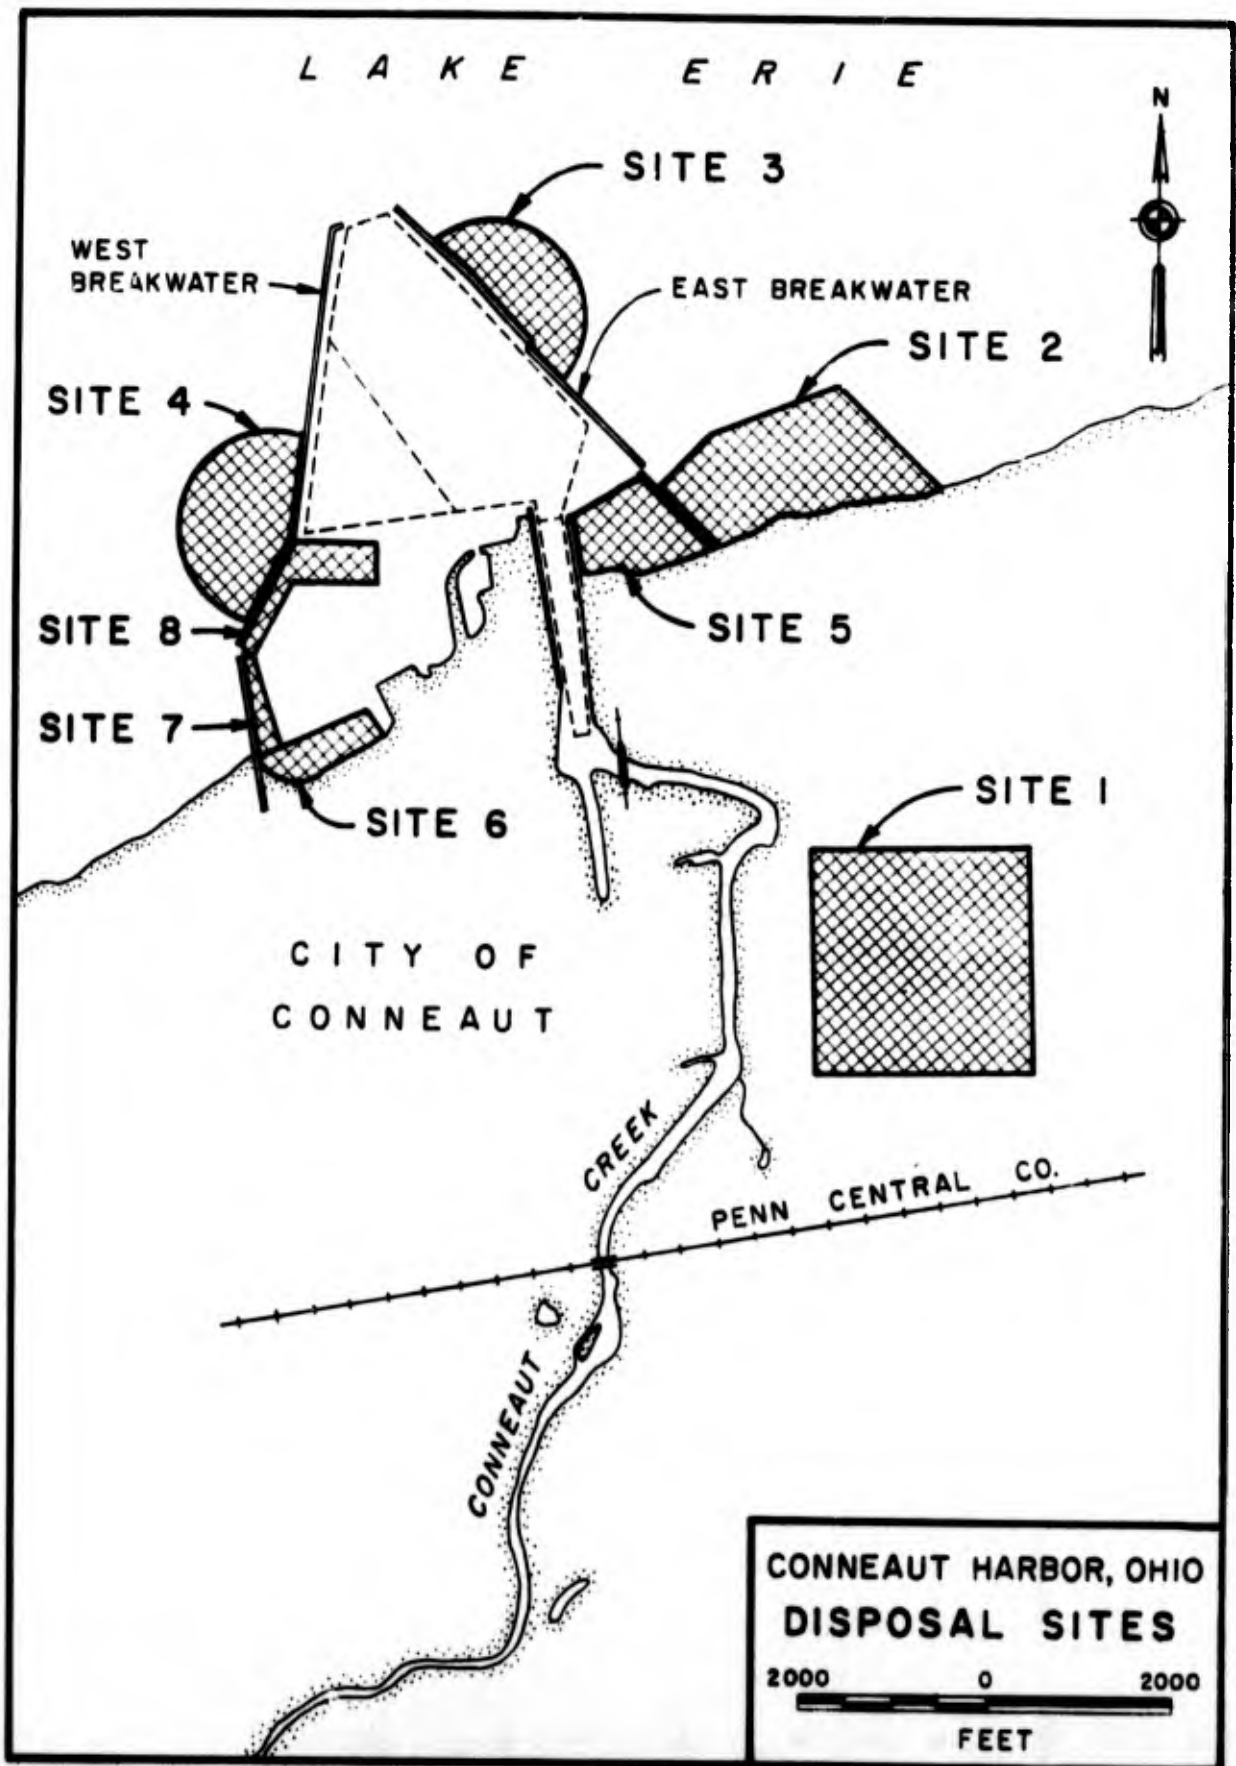 LAKE ERIE
N
SITE 3
WEST
BREAKWATER
EAST BREAKWATER
SITE 2
SITE 4
SITE 8
SITE 5
SITE 7
SITE 6
SITE 1
CITY OF
CONNEAUT
CREEK
PENN CENTRAL CO.
CONNEAUT
CONNEAUT HARBOR, OHIO
DISPOSAL SITES
2000 0 2000
FEET